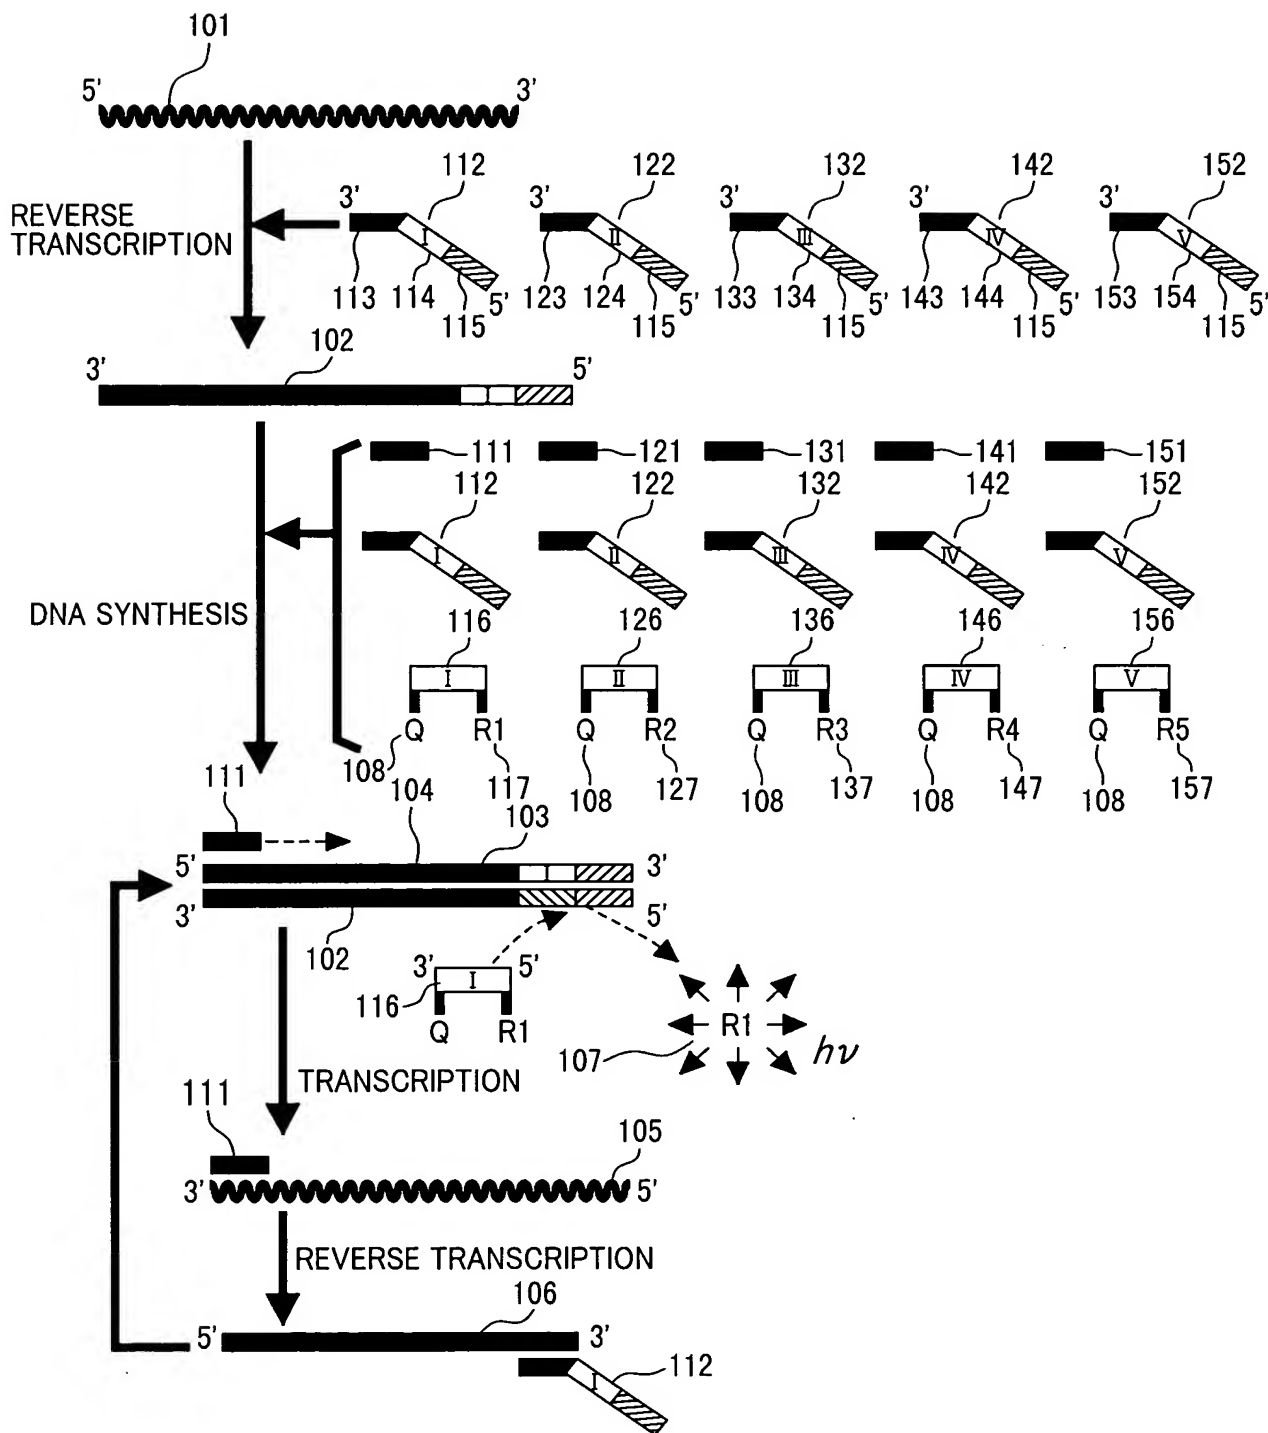 101
5' 3'
112 122 132 142 152
3' 3' 3' 3' 3'
REVERSE
TRANSCRIPTION
I II III IV V
113 114 115 5' 123 124 115 5' 133 134 115 5' 143 144 115 5' 153 154 115 5'
102
3' 5'
111 121 131 141 151
112 122 132 142 152
I II III IV V
DNA SYNTHESIS
116 126 136 146 156
I II III IV V
Q R1 Q R2 Q R3 Q R4 Q R5
108 117 108 127 108 137 108 147 108 157
111 104 103
5' 3'
3' 5'
102
3' 5'
I
116
Q R1
R1
107
hν
TRANSCRIPTION
111
105
3' 5'
REVERSE TRANSCRIPTION
106
5' 3'
112
I